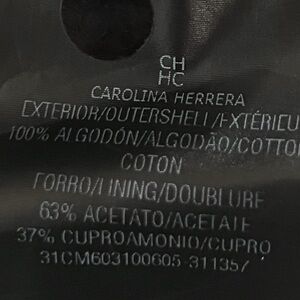 CH
HC
CAROLINA HERRERA
EXTERIOR/OUTERSHELL/EXTÉRIEU
100% ALGODÓN/ALGODÃO/COTTO
COTON
FORRO/LINING/DOUBLURE
63% ACETATO/ACETATE
37% CUPROAMONIO/CUPRO
31CM603100605-311357